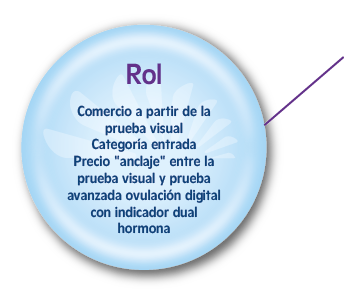 Rol
Comercio a partir de la
prueba visual
Categoría entrada
Precio "anclaje" entre la
prueba visual y prueba
avanzada ovulación digital
con indicador dual
hormona